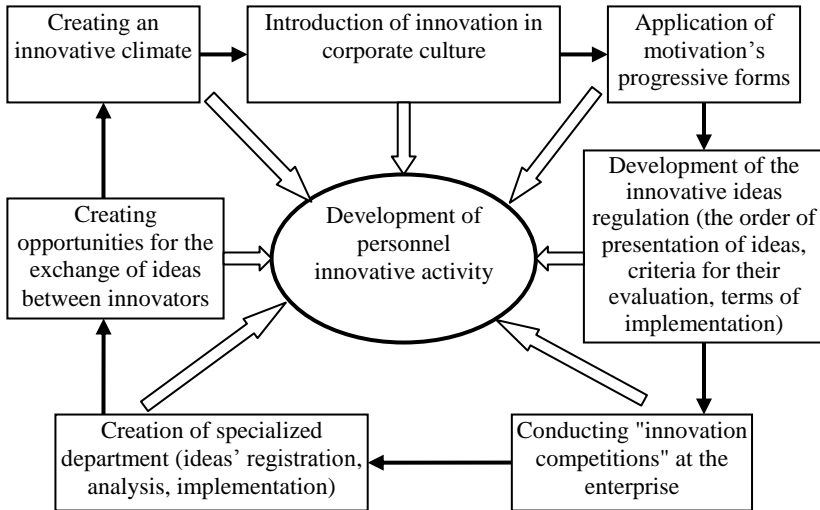 Creating an
innovative climate
Introduction of innovation in
corporate culture
Application of
motivation’s
progressive forms
Creating
opportunities for the
exchange of ideas
between innovators
Development of
personnel
innovative activity
Development of the
innovative ideas
regulation (the order of
presentation of ideas,
criteria for their
evaluation, terms of
implementation)
Creation of specialized
department (ideas’ registration,
analysis, implementation)
Conducting "innovation
competitions" at the
enterprise